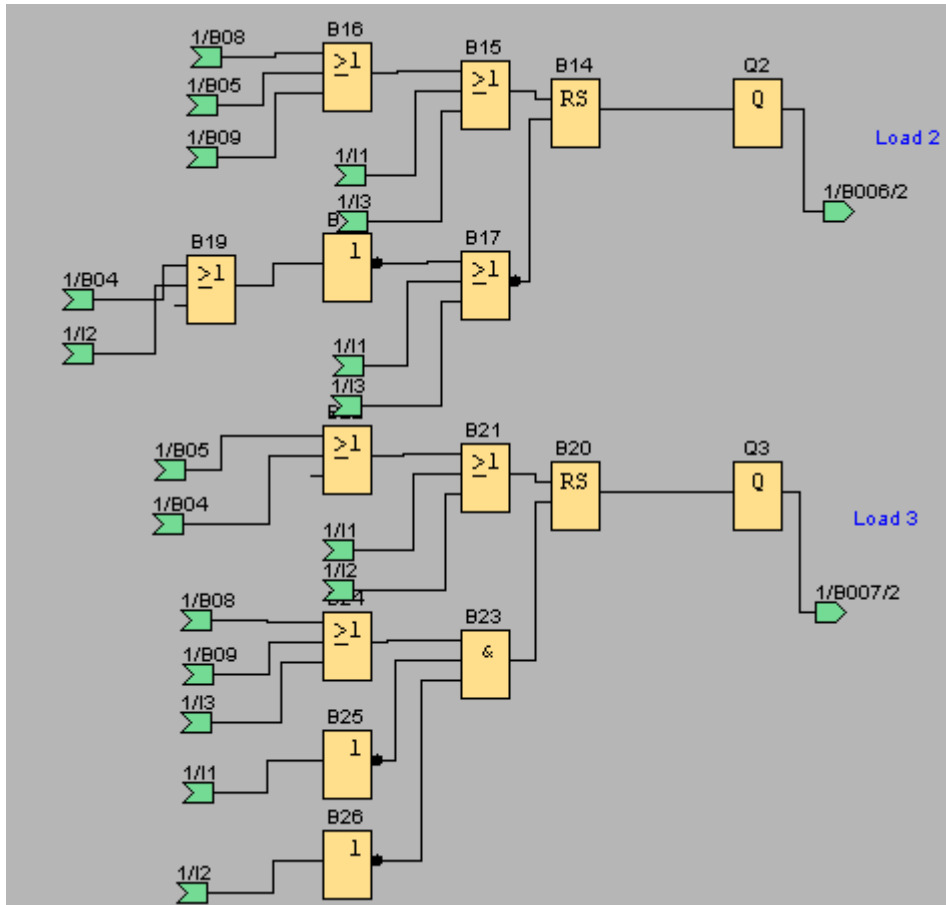 B16
1/B08
≥1
1/B05
1/B09
B15
≥1
1/I1
1/I3
B14
RS
Q2
Q
Load 2
1/B006/2
B19
≥1
1/B04
1/I2
1
B17
≥1
1/I1
1/I3
≥1
1/B05
1/B04
B21
≥1
1/I1
1/I2
B20
RS
Q3
Q
Load 3
1/B007/2
B24
≥1
1/B08
1/B09
1/I3
B23
&
B25
1
1/I1
B26
1
1/I2